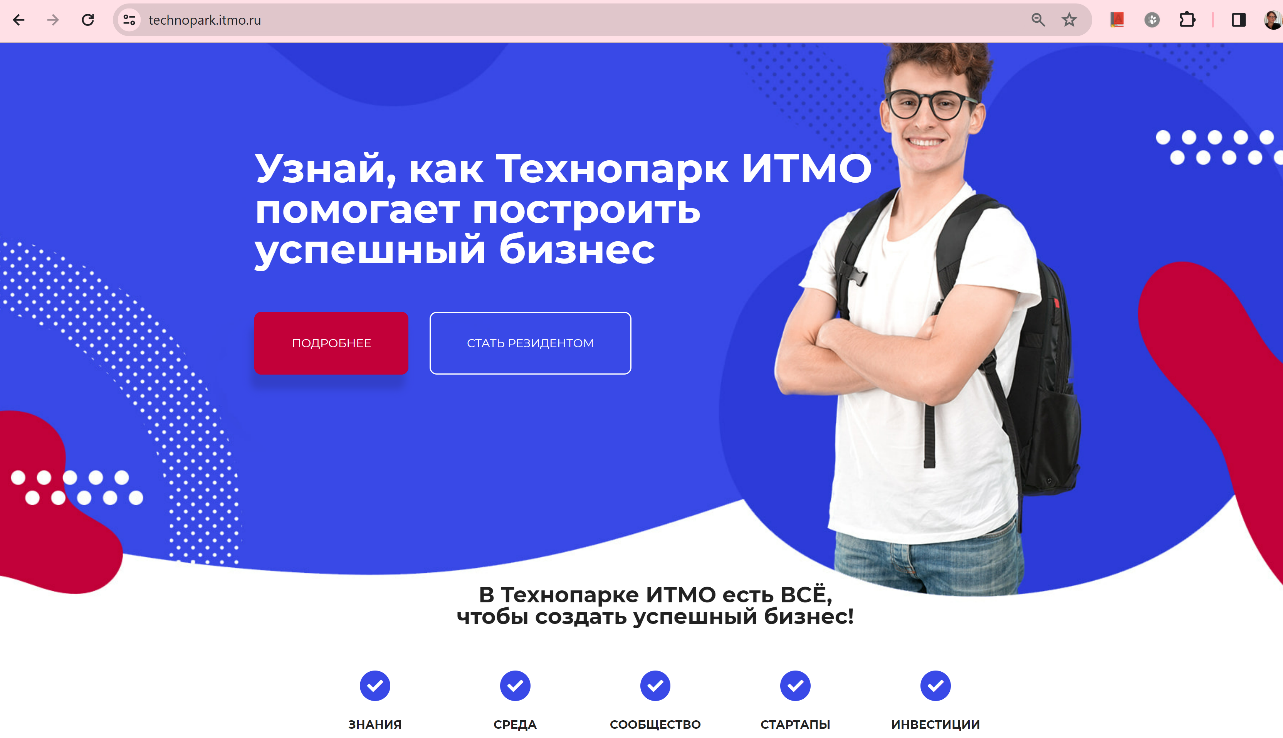 technopark.itmo.ru
Узнай, как Технопарк ИТМО
помогает построить
успешный бизнес
ПОДРОБНЕЕ
СТАТЬ РЕЗИДЕНТОМ
В Технопарке ИТМО есть ВСЁ,
чтобы создать успешный бизнес!
ЗНАНИЯ
СРЕДА
СООБЩЕСТВО
СТАРТАПЫ
ИНВЕСТИЦИИ